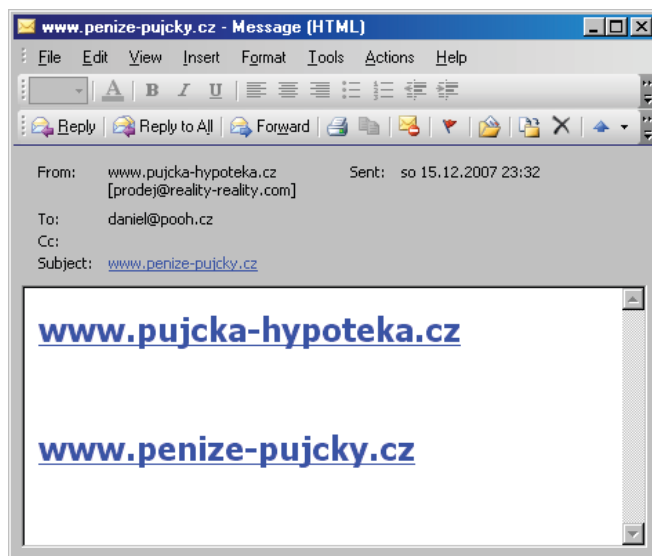 www.penize-pujcky.cz - Message (HTML)
File Edit View Insert Format Tools Actions Help
A B I U
Reply Reply to All Forward
From: www.pujcka-hypoteka.cz Sent: so 15.12.2007 23:32
[prodej@reality-reality.com]
To: daniel@pooh.cz
Cc:
Subject: www.penize-pujcky.cz
www.pujcka-hypoteka.cz
www.penize-pujcky.cz